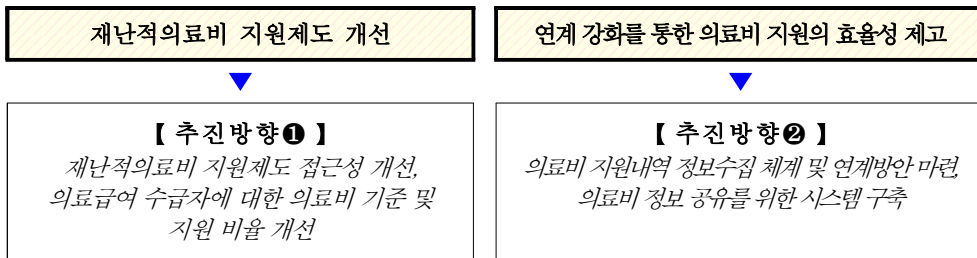 재난적의료비 지원제도 개선
▼
【 추진방향❶ 】
재난적의료비 지원제도 접근성 개선,
의료급여 수급자에 대한 의료비 기준 및
지원 비율 개선
연계 강화를 통한 의료비 지원의 효율성 제고
▼
【 추진방향❷ 】
의료비 지원내역 정보수집 체계 및 연계방안 마련,
의료비 정보 공유를 위한 시스템 구축